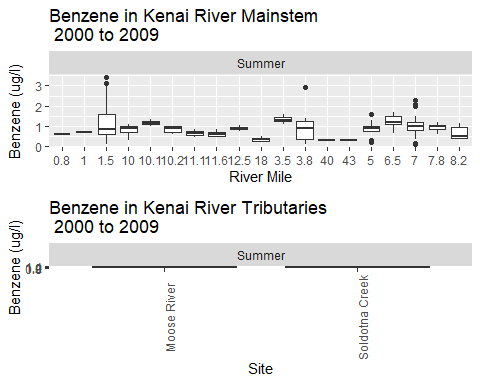 Benzene in Kenai River Mainstem
2000 to 2009
Summer
Benzene (ug/l)
3
2
1
0
0.8 1 1.5 10 10.1 10.2 11.1 11.6 12.5 18 3.5 3.8 40 43 5 6.5 7 7.8 8.2
River Mile
Benzene in Kenai River Tributaries
2000 to 2009
Summer
Benzene (ug/l)
Moose River
Soldotna Creek
Site